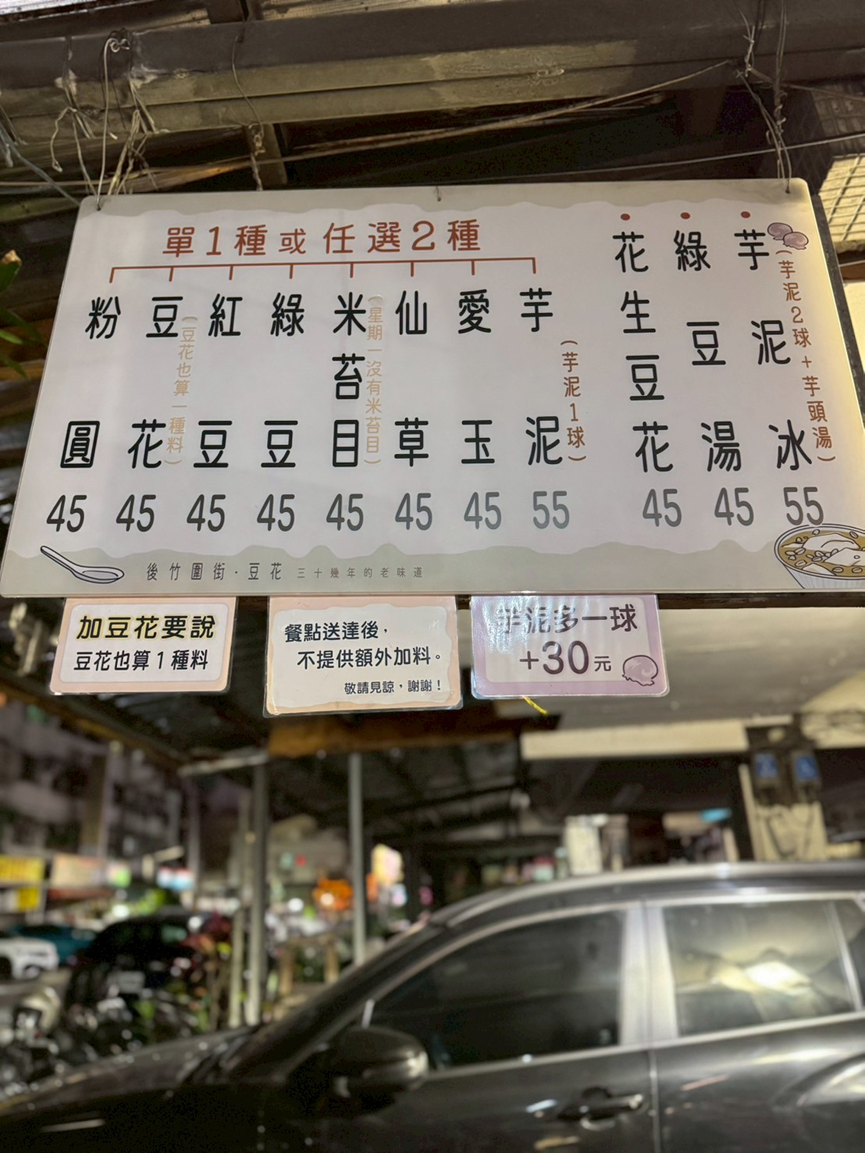 單1種或任選2種
粉圓 45
豆花 45
(豆花也算一種料)
紅豆 45
綠豆 45
米苔目 45
(星期一沒有米苔目)
仙草 45
愛玉 45
芋泥 55
(芋泥1球)
花生豆花 45
綠豆湯 45
芋泥冰 55
(芋泥2球+芋頭湯)
後竹圍街·豆花 三十幾年的老味道
加豆花要說
豆花也算1種料
餐點送達後,
不提供額外加料。
敬請見諒,謝謝!
芋泥多一球
+30元